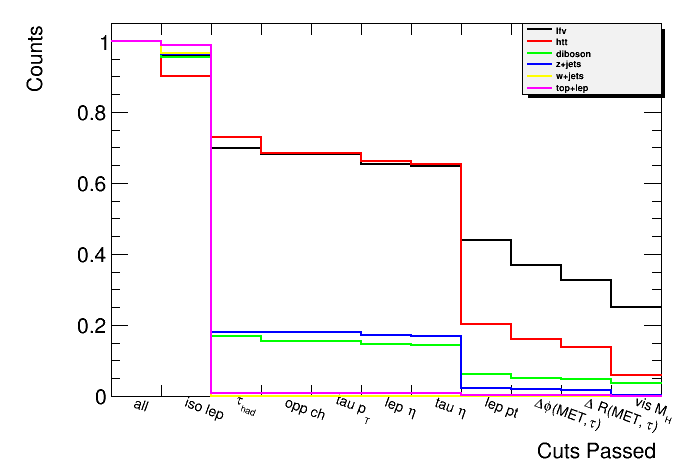 Counts
1
0.8
0.6
0.4
0.2
0
lfv
htt
diboson
z+jets
w+jets
top+lep
all
iso lep
τhad
opp ch
tau pT
lep η
tau η
lep pt
Δφ(MET,τ)
Δ R(MET, τ)
vis MH
Cuts Passed